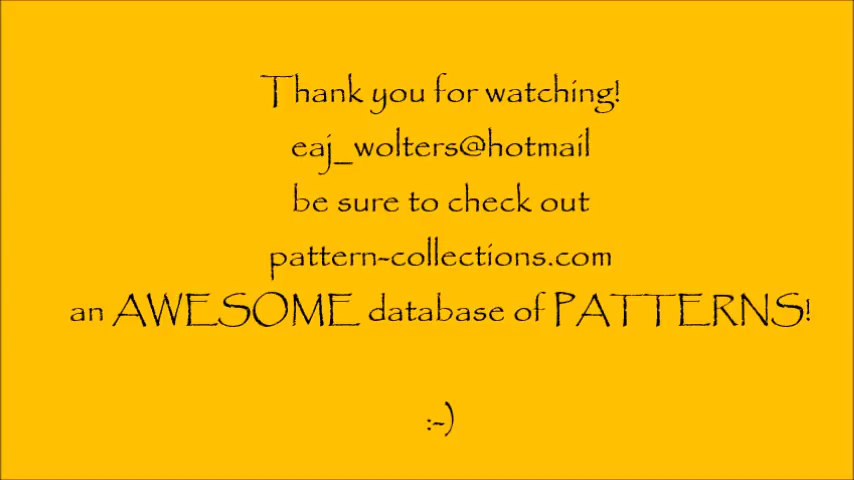 Thank you for watching!
eaj_wolters@hotmail
be sure to check out
pattern-collections.com
an AWESOME database of PATTERNS!
:-)